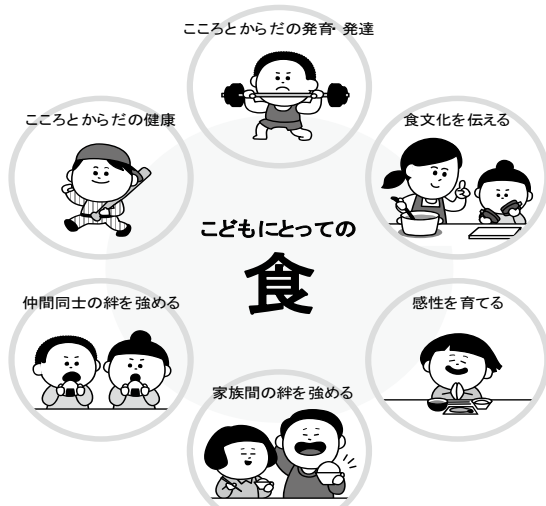 こころとからだの発育・発達
こころとからだの健康
食文化を伝える
こどもにとっての
食
仲間同士の絆を強める
感性を育てる
家族間の絆を強める